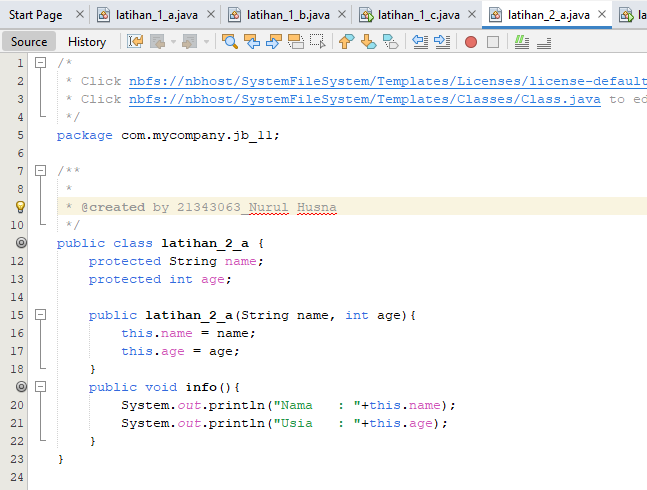 Start Page latihan_1_a.java latihan_1_b.java latihan_1_c.java latihan_2_a.java
Source History
1 /*
2 * Click nbfs://nbhost/SystemFileSystem/Templates/Licenses/license-default
3 * Click nbfs://nbhost/SystemFileSystem/Templates/Classes/Class.java to ed
4 */
5 package com.mycompany.jb_11;
6
7 /**
8 *
* @created by 21343063_Nurul Husna
10 */
public class latihan_2_a {
12 protected String name;
13 protected int age;
14
15 public latihan_2_a(String name, int age){
16 this.name = name;
17 this.age = age;
18 }
public void info(){
20 System.out.println("Nama   : "+this.name);
21 System.out.println("Usia   : "+this.age);
22 }
23 }
24